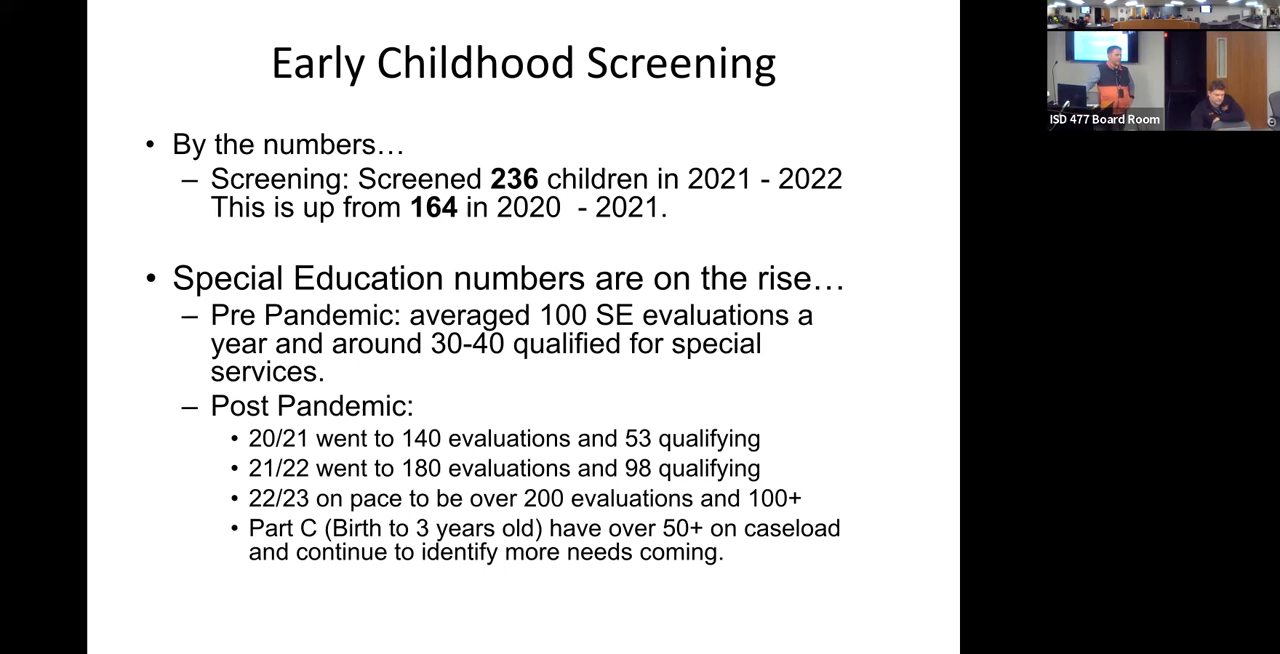 Early Childhood Screening
• By the numbers…
– Screening: Screened 236 children in 2021 - 2022
This is up from 164 in 2020  - 2021.
• Special Education numbers are on the rise…
– Pre Pandemic: averaged 100 SE evaluations a
year and around 30-40 qualified for special
services.
– Post Pandemic:
• 20/21 went to 140 evaluations and 53 qualifying
• 21/22 went to 180 evaluations and 98 qualifying
• 22/23 on pace to be over 200 evaluations and 100+
• Part C (Birth to 3 years old) have over 50+ on caseload
and continue to identify more needs coming.
ISD 477 Board Room